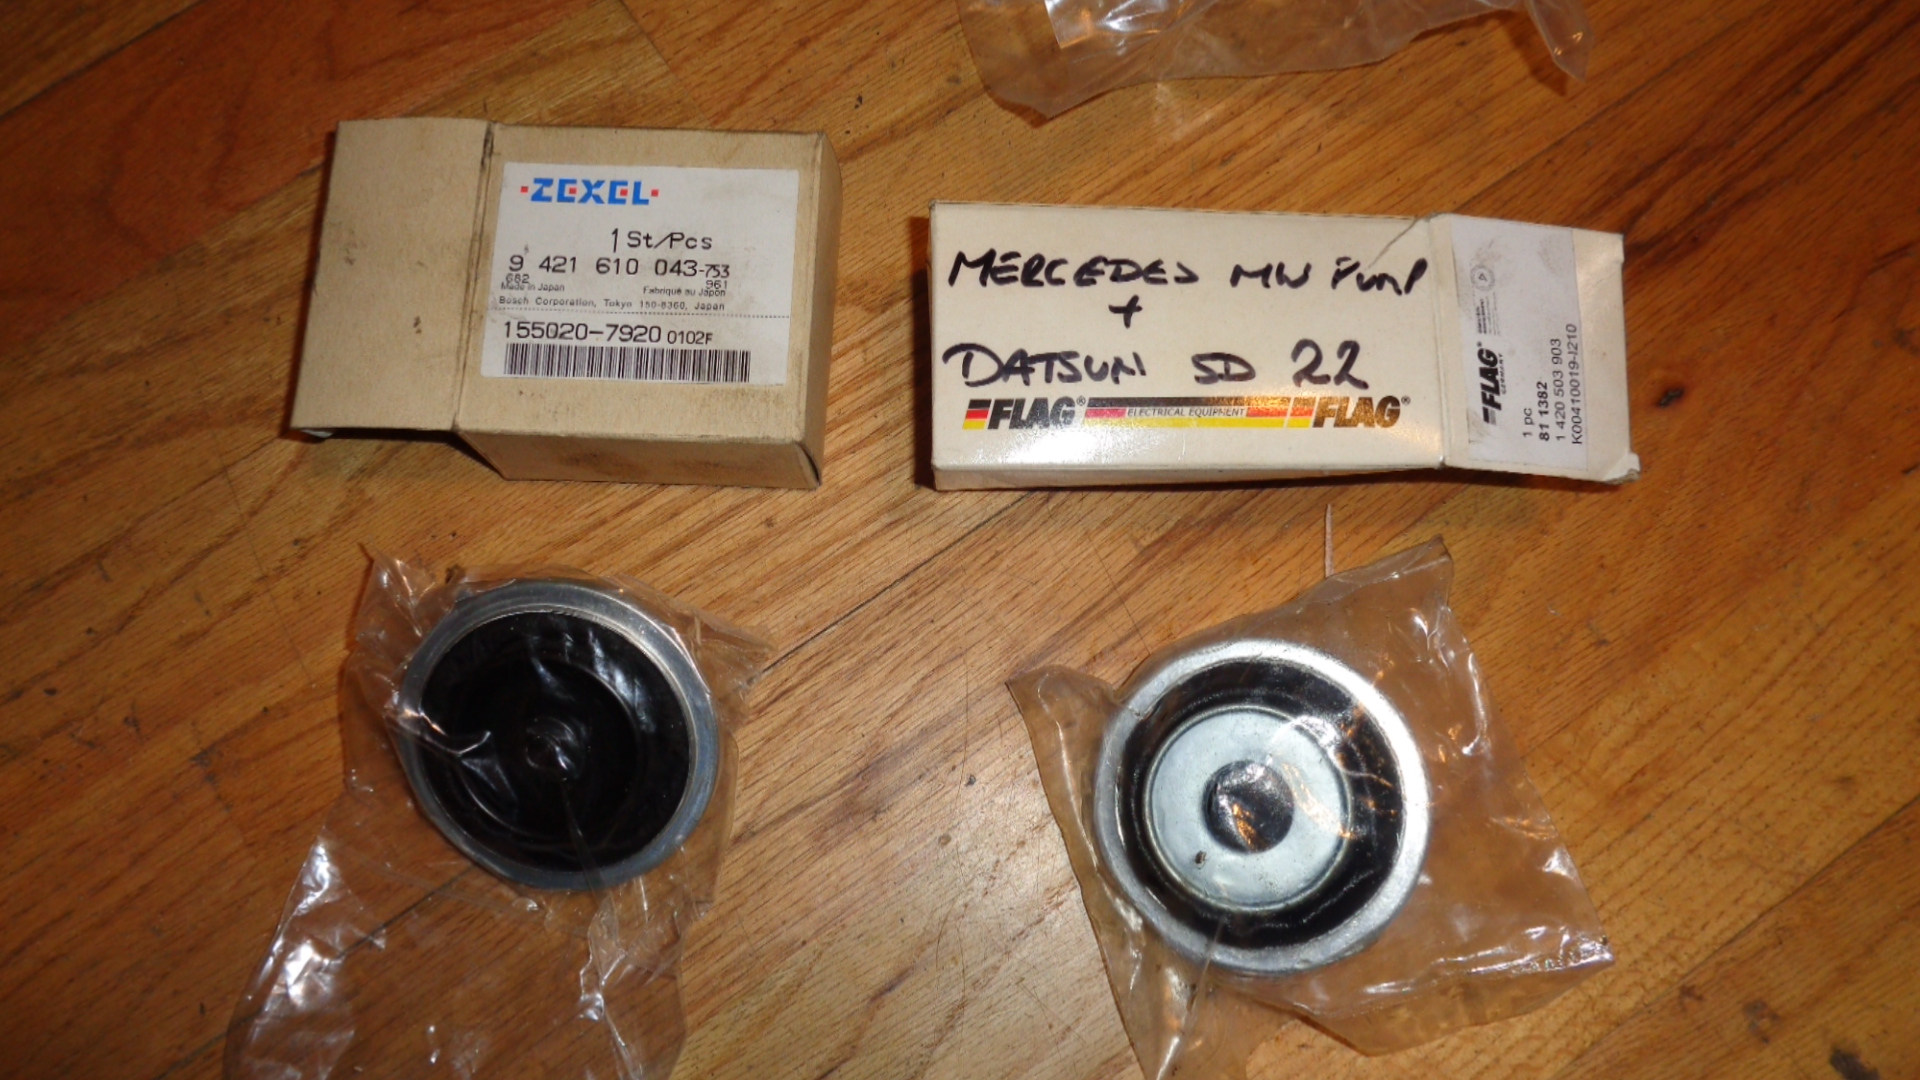 ZEXEL
1 St/Pcs
9 421 610 043-753
682 961
Made in Japan Fabriqué au Japon
Bosch Corporation, Tokyo 150-8360, Japan
155020-7920 0102F
MERCEDES MW PUMP
+
DATSUN SD 22
FLAG® ELECTRICAL EQUIPMENT FLAG®
FLAG®
GERMANY
1 pc
81 1382
1 420 503 903
K00410019-I210